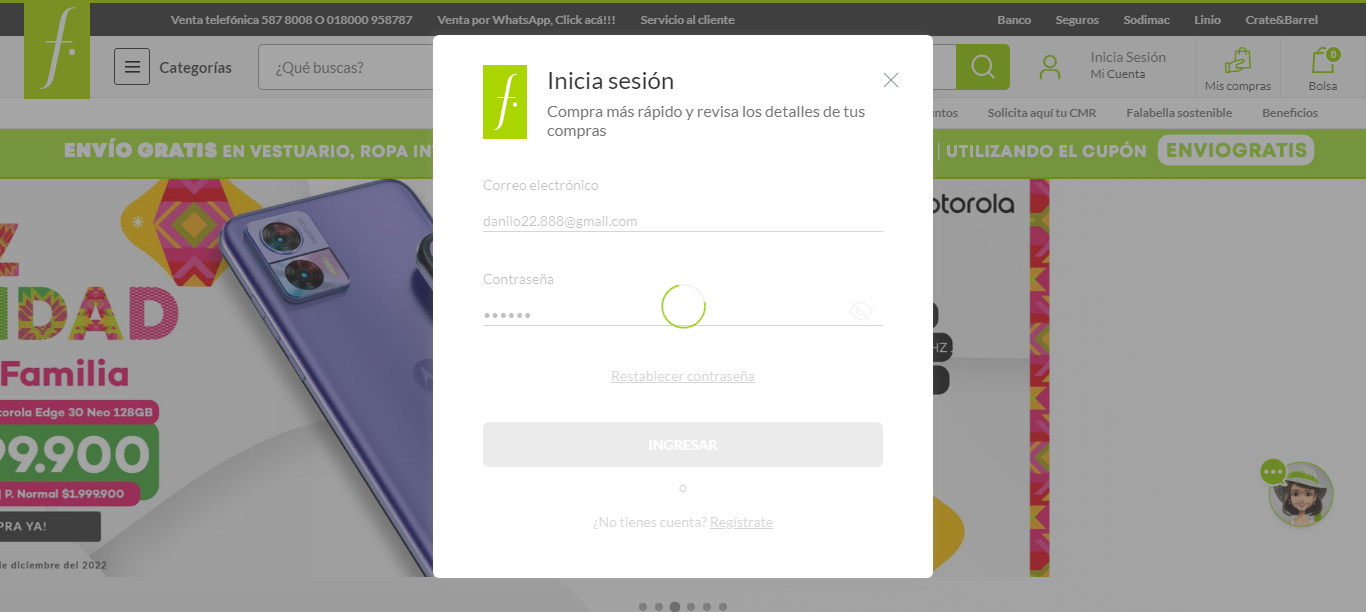 Venta telefónica 587 8008 O 018000 958787
Venta por WhatsApp, Click acá!!!
Servicio al cliente
Banco
Seguros
Sodimac
Linio
Crate&Barrel
f.
Categorías
¿Qué buscas?
Inicia Sesión
Mi Cuenta
Mis compras
0
Bolsa
Solicita aquí tu CMR
Falabella sostenible
Beneficios
ENVÍO GRATIS EN VESTUARIO, ROPA
| UTILIZANDO EL CUPÓN ENVIOGRATIS
f.
Inicia sesión
Compra más rápido y revisa los detalles de tus
compras
Correo electrónico
danilo22.888@gmail.com
Contraseña
••••••
Restablecer contraseña
INGRESAR
o
¿No tienes cuenta? Regístrate
otorola
HZ
Z
IDAD
Familia
orola Edge 30 Neo 128GB
99.900
| P. Normal $1.999.900
PRA YA!
de diciembre del 2022